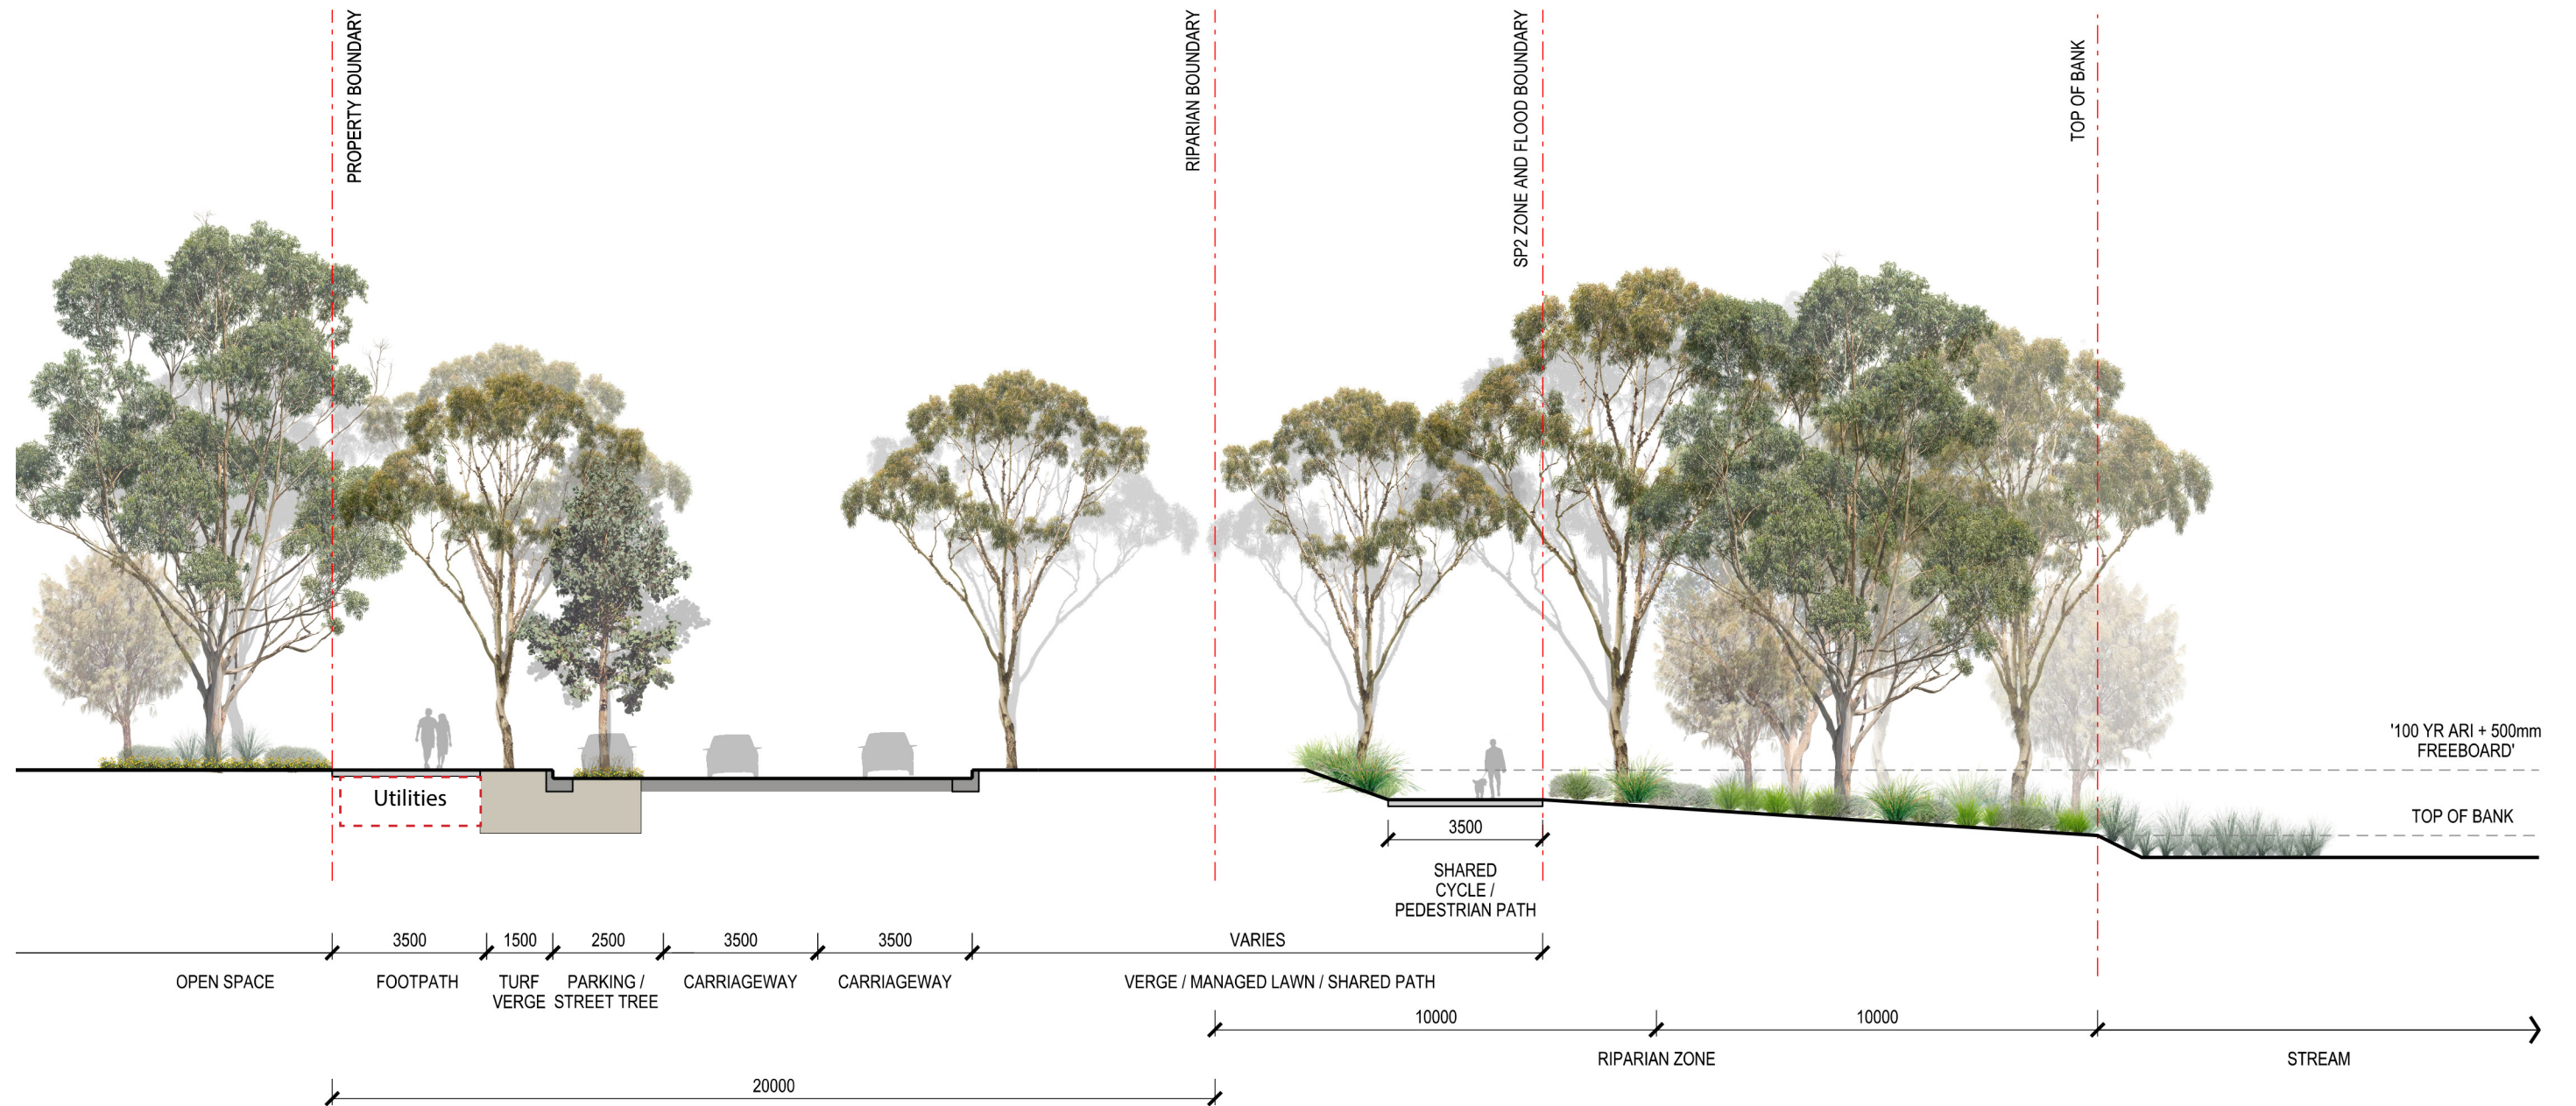 PROPERTY BOUNDARY
RIPARIAN BOUNDARY
SP2 ZONE AND FLOOD BOUNDARY
TOP OF BANK
'100 YR ARI + 500mm
FREEBOARD'
TOP OF BANK
Utilities
3500
SHARED
CYCLE /
PEDESTRIAN PATH
3500
1500
2500
3500
3500
VARIES
OPEN SPACE
FOOTPATH
TURF
VERGE
PARKING /
STREET TREE
CARRIAGEWAY
CARRIAGEWAY
VERGE / MANAGED LAWN / SHARED PATH
10000
10000
RIPARIAN ZONE
STREAM
20000